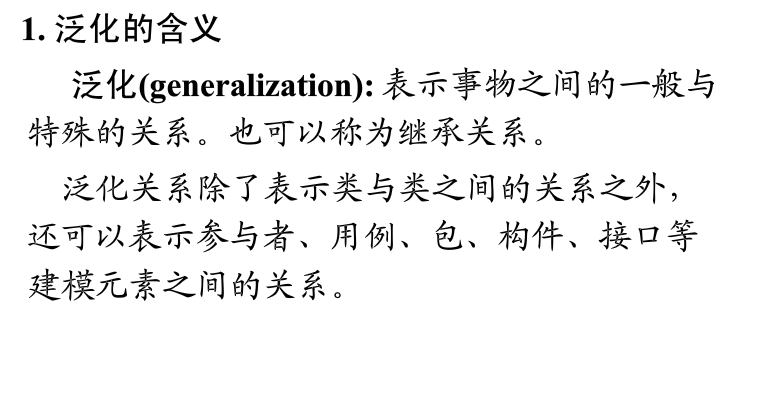 1. 泛化的含义
泛化(generalization): 表示事物之间的一般与
特殊的关系。也可以称为继承关系。
泛化关系除了表示类与类之间的关系之外，
还可以表示参与者、用例、包、构件、接口等
建模元素之间的关系。